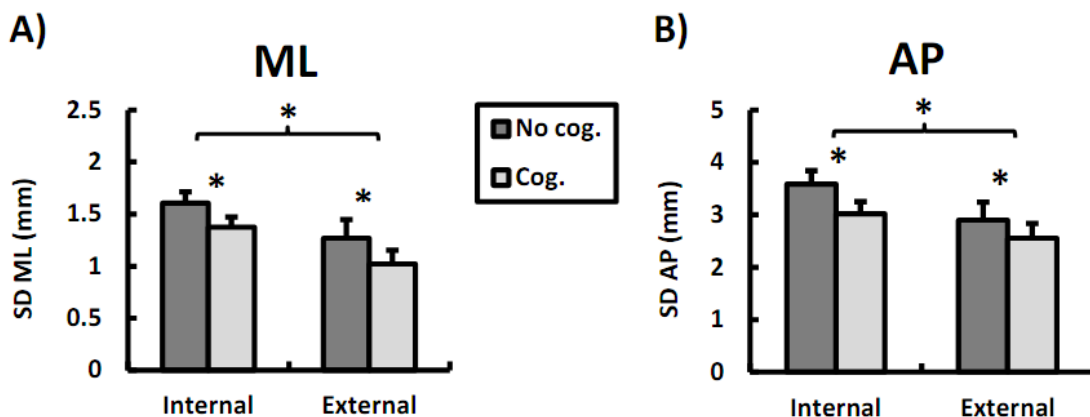 A)
ML
2.5
2
1.5
1
0.5
0
SD ML (mm)
*
*
*
Internal
External
No cog.
Cog.
B)
AP
5
4
3
2
1
0
SD AP (mm)
*
*
*
Internal
External